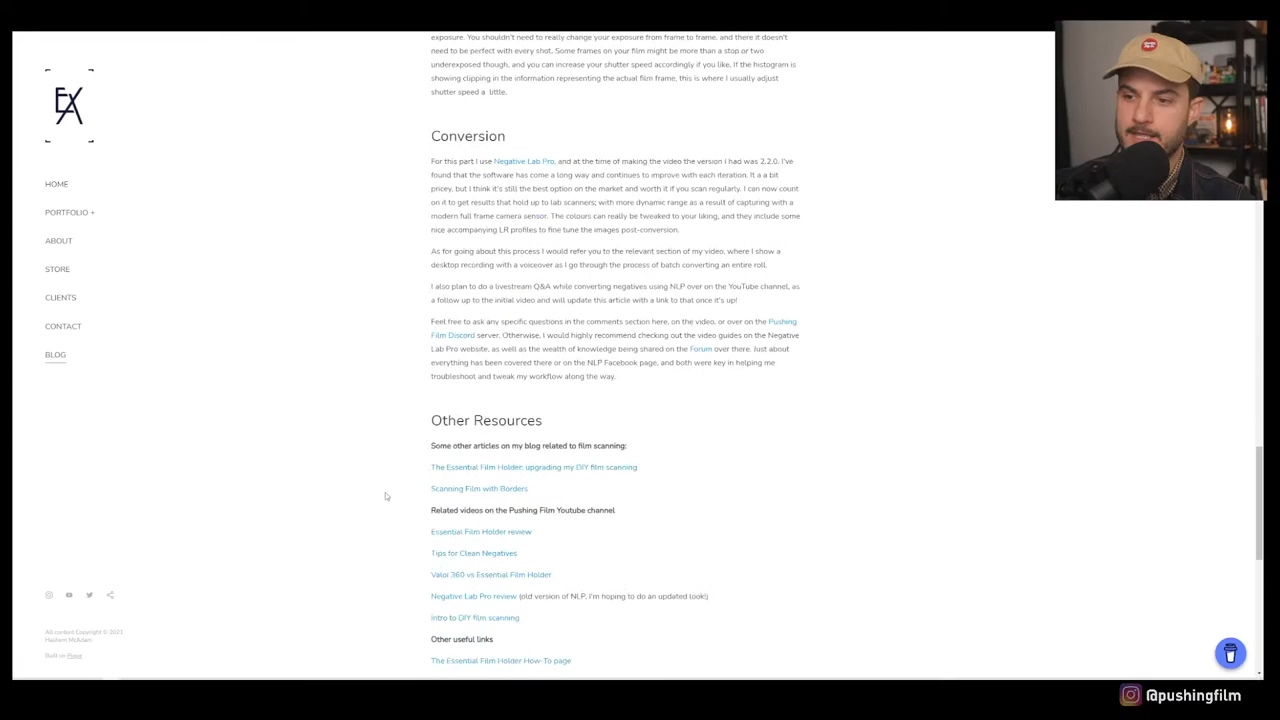 HOME
PORTFOLIO +
ABOUT
STORE
CLIENTS
CONTACT
BLOG
All content Copyright © 2021
Hashem McAdam
Built on Pixpa
exposure. You shouldn't need to really change your exposure from frame to frame, and there it doesn't
need to be perfect with every shot. Some frames on your film might be more than a stop or two
underexposed though, and you can increase your shutter speed accordingly if you like. If the histogram is
showing clipping in the information representing the actual film frame, this is where I usually adjust
shutter speed a little.
Conversion
For this part I use Negative Lab Pro, and at the time of making the video the version i had was 2.2.0. I've
found that the software has come a long way and continues to improve with each iteration. It a a bit
pricey, but I think it's still the best option on the market and worth it if you scan regularly. I can now count
on it to get results that hold up to lab scanners; with more dynamic range as a result of capturing with a
modern full frame camera sensor. The colours can really be tweaked to your liking, and they include some
nice accompanying LR profiles to fine tune the images post-conversion.
As for going about this process I would refer you to the relevant section of my video, where I show a
desktop recording with a voiceover as I go through the process of batch converting an entire roll.
I also plan to do a livestream Q&A while converting negatives using NLP over on the YouTube channel, as
a follow up to the initial video and will update this article with a link to that once it's up!
Feel free to ask any specific questions in the comments section here, on the video, or over on the Pushing
Film Discord server. Otherwise, I would highly recommend checking out the video guides on the Negative
Lab Pro website, as well as the wealth of knowledge being shared on the Forum over there. Just about
everything has been covered there or on the NLP Facebook page, and both were key in helping me
troubleshoot and tweak my workflow along the way.
Other Resources
Some other articles on my blog related to film scanning:
The Essential Film Holder: upgrading my DIY film scanning
Scanning Film with Borders
Related videos on the Pushing Film Youtube channel
Essential Film Holder review
Tips for Clean Negatives
Valoi 360 vs Essential Film Holder
Negative Lab Pro review (old version of NLP, I'm hoping to do an updated look!)
Intro to DIY film scanning
Other useful links
The Essential Film Holder How-To page
@pushingfilm